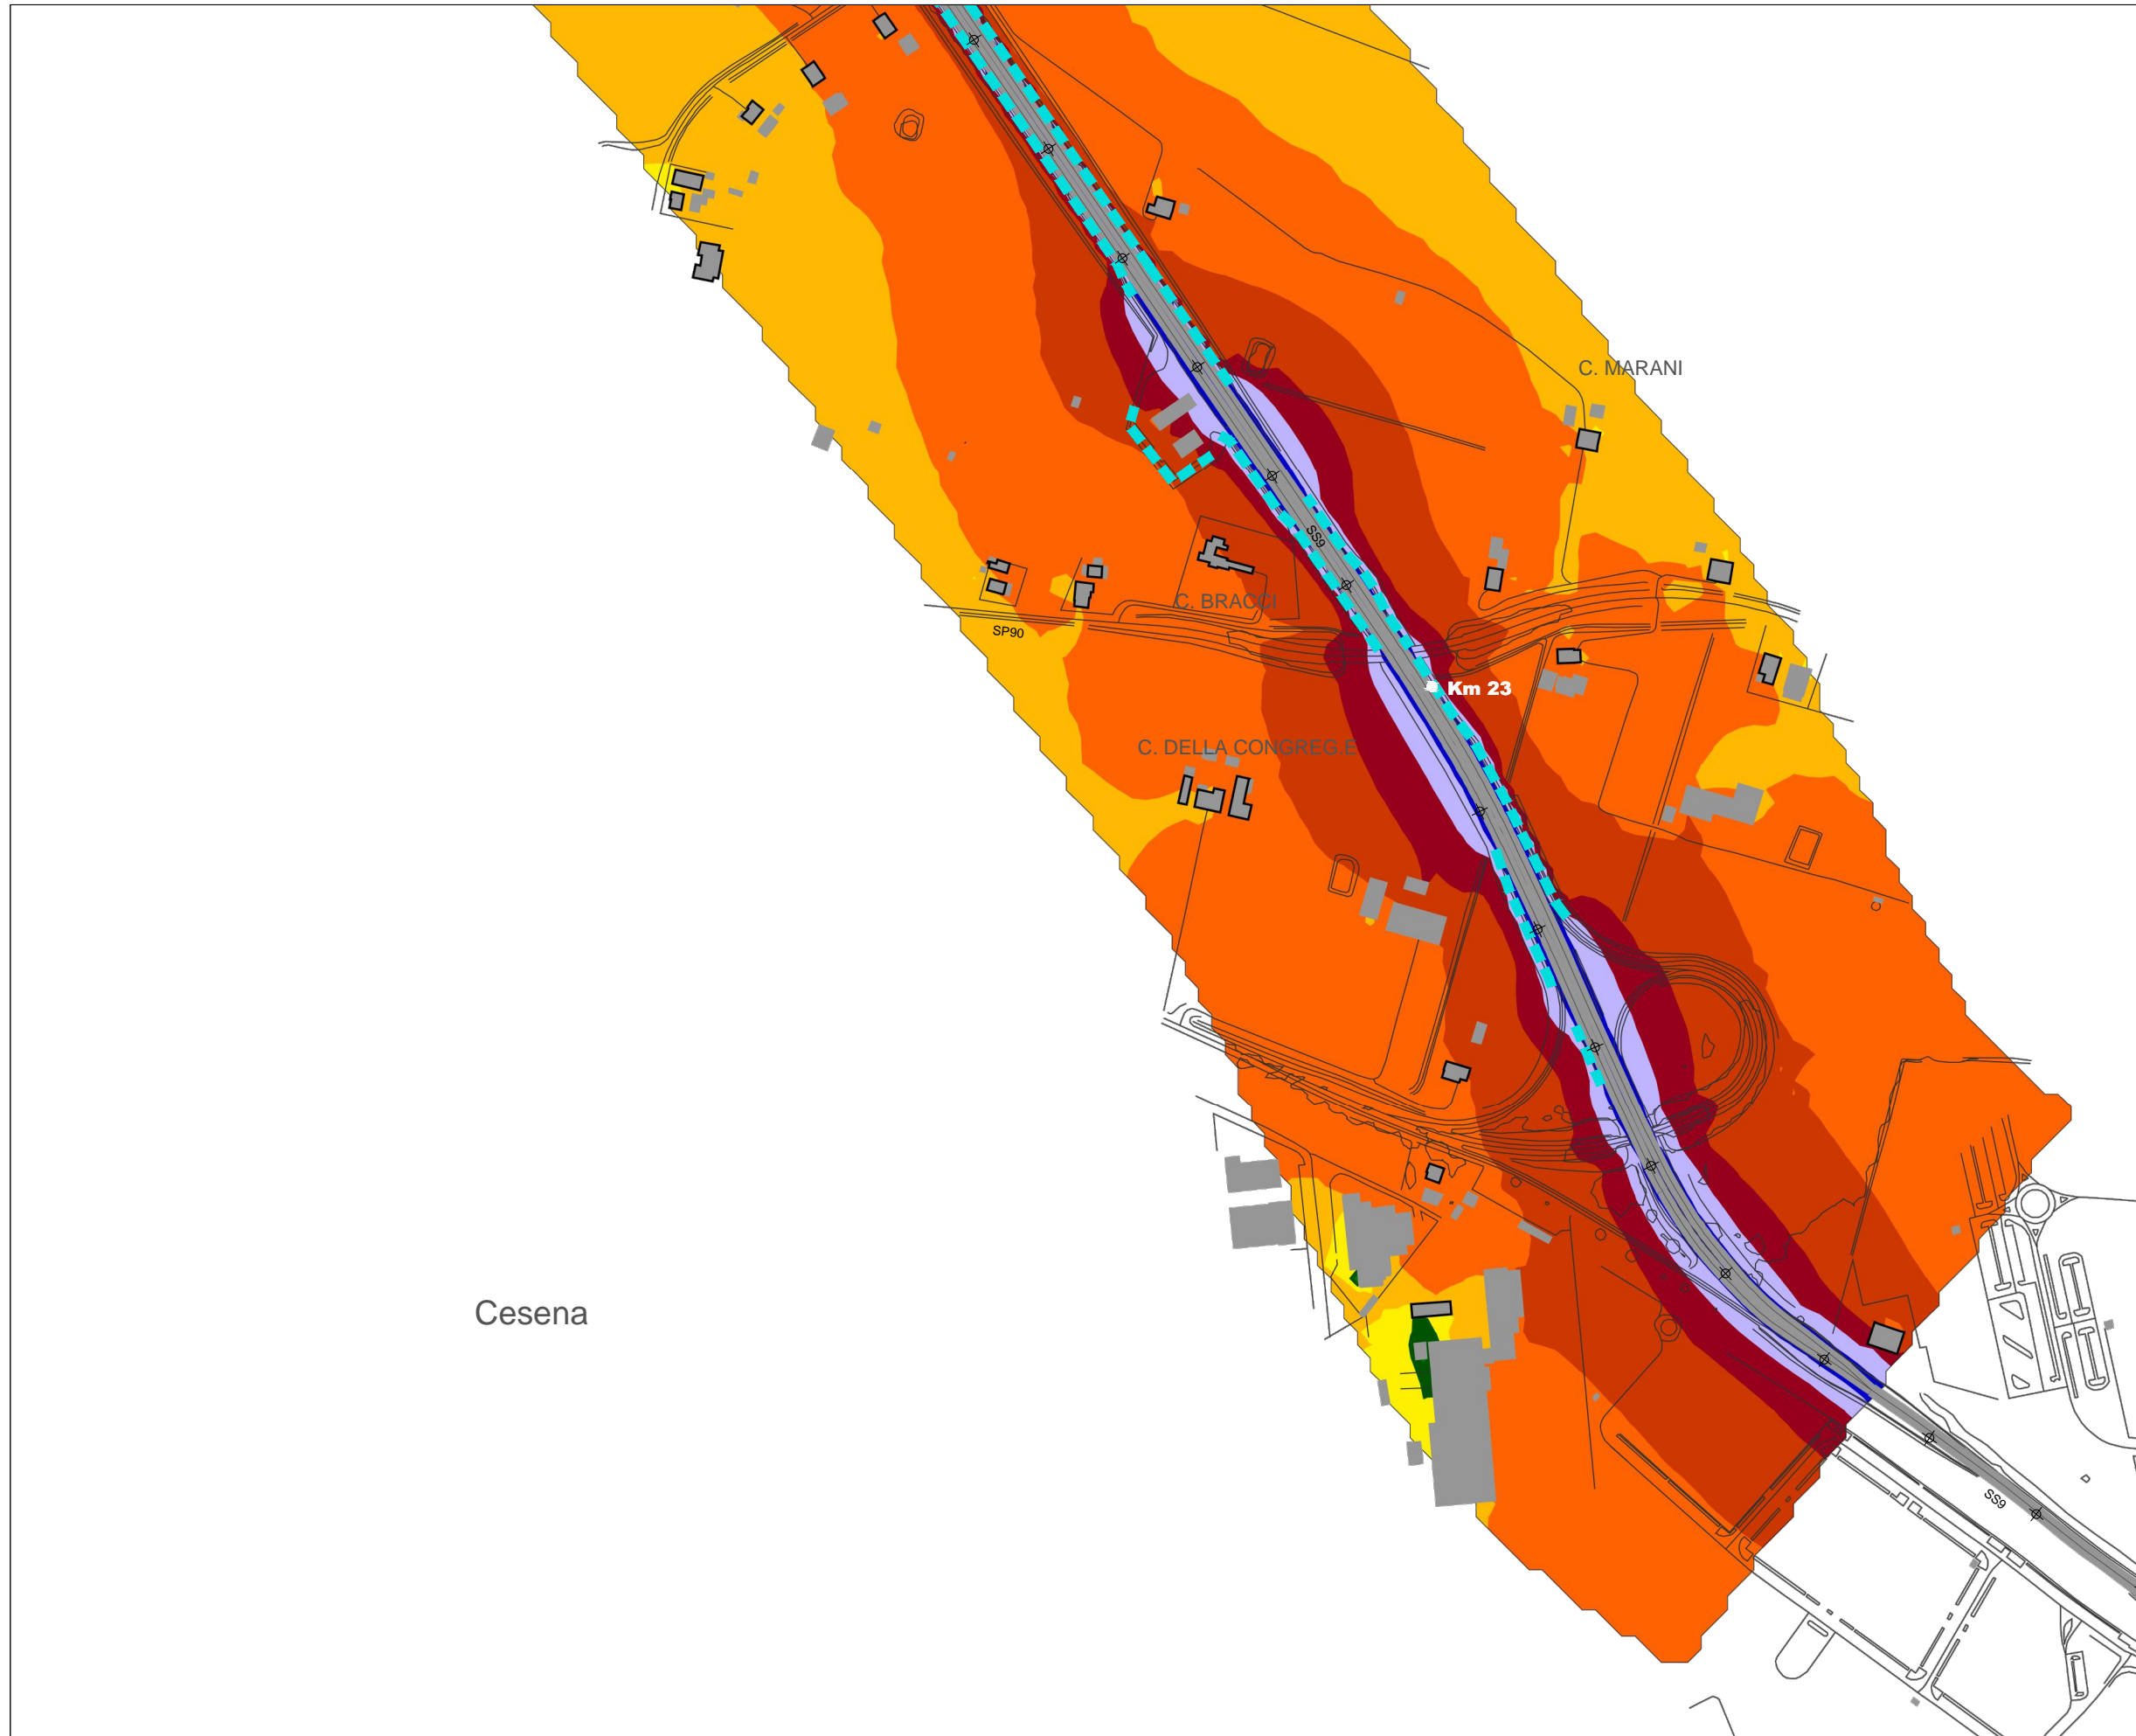 C. MARANI
SS9
C. BRACCI
SP90
Km 23
C. DELLA CONGREG.E
Cesena
SS9